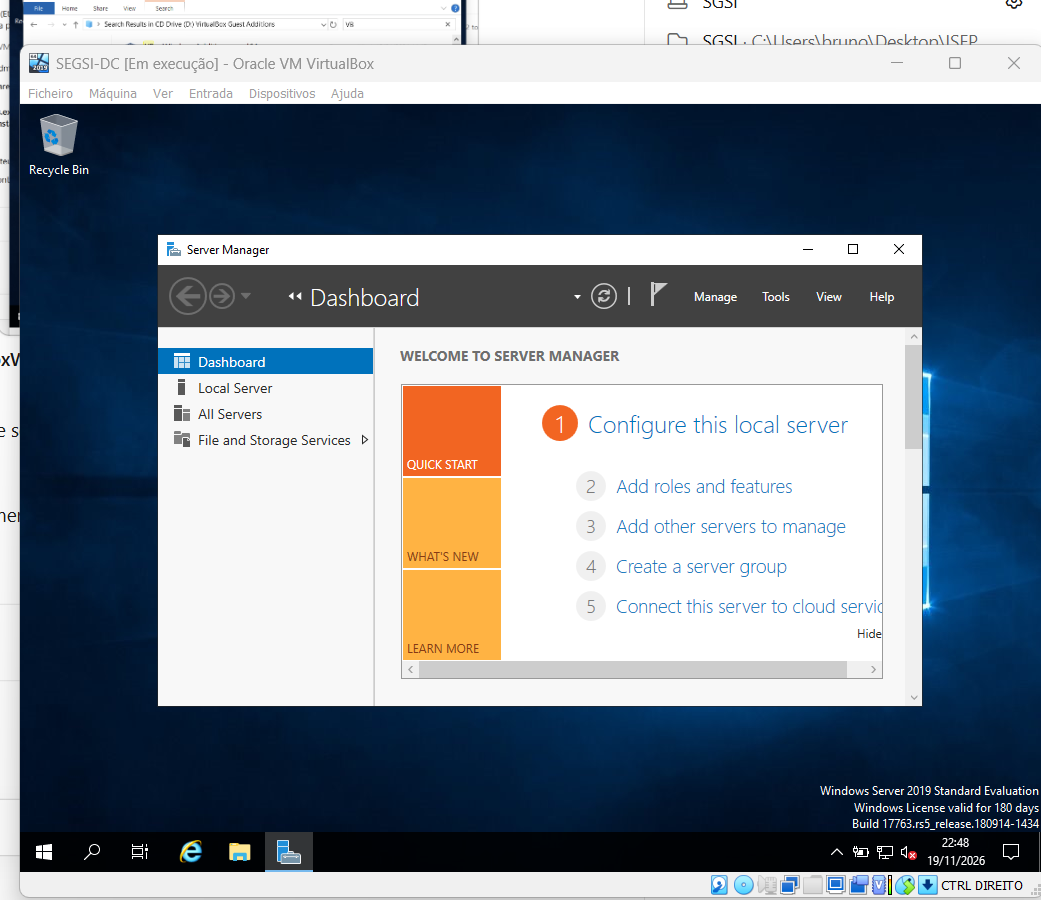 File Home Share View Search
Search Results in CD Drive (D:) VirtualBox Guest Additions
SGSI
SGSI · C:\Users\bruno\Desktop\ISEP
SEGSI-DC [Em execução] - Oracle VM VirtualBox
Ficheiro Máquina Ver Entrada Dispositivos Ajuda
Recycle Bin
Server Manager
Dashboard
Manage Tools View Help
Dashboard
Local Server
All Servers
File and Storage Services
WELCOME TO SERVER MANAGER
QUICK START
WHAT'S NEW
LEARN MORE
1 Configure this local server
2 Add roles and features
3 Add other servers to manage
4 Create a server group
5 Connect this server to cloud servic
Hide
Windows Server 2019 Standard Evaluation
Windows License valid for 180 days
Build 17763.rs5_release.180914-1434
22:48
19/11/2026
CTRL DIREITO